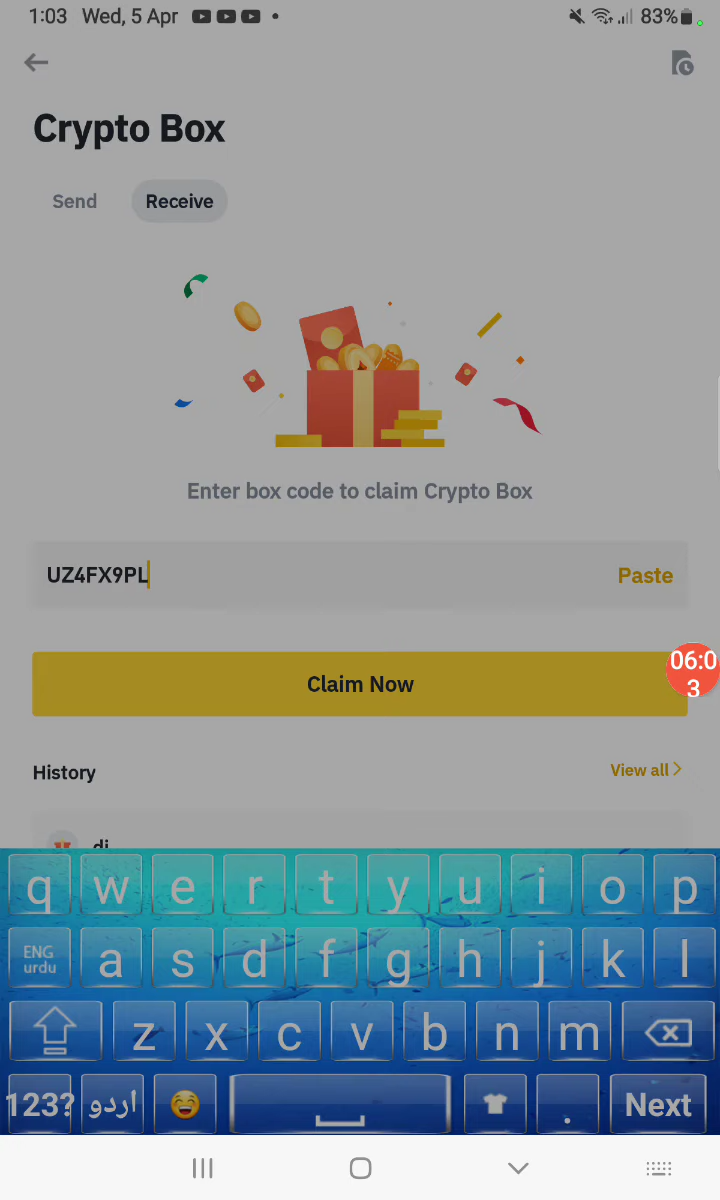 1:03 Wed, 5 Apr 83%
Crypto Box
Send Receive
Enter box code to claim Crypto Box
UZ4FX9PL Paste
Claim Now
06:0
3
History View all
di
q w e r t y u i o p
ENG
urdu
a s d f g h j k l
z x c v b n m
123? اردو . Next